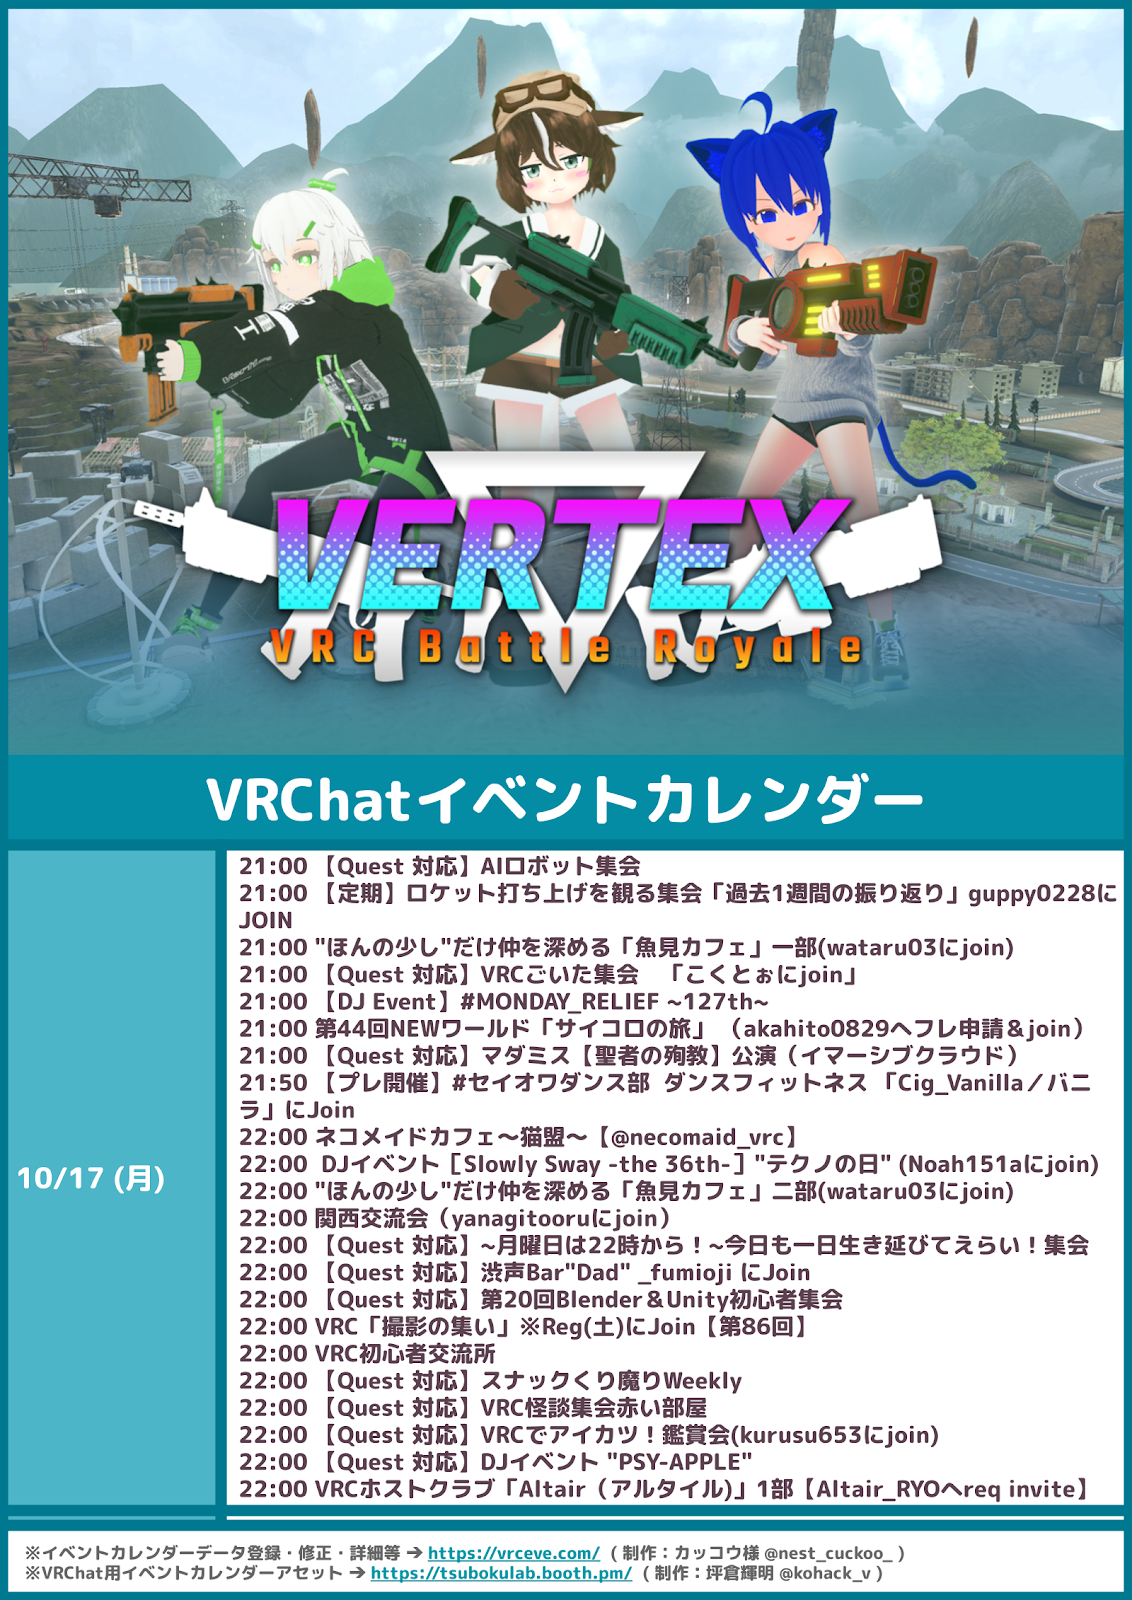 VERTEX
VRC Battle Royale
VRChatイベントカレンダー
10/17 (月)
21:00 【Quest 対応】AIロボット集会
21:00 【定期】ロケット打ち上げを観る集会「過去1週間の振り返り」guppy0228に
JOIN
21:00 "ほんの少し"だけ仲を深める「魚見カフェ」一部(wataru03にjoin)
21:00 【Quest 対応】VRCごいた集会　「こくとぉにjoin」
21:00 【DJ Event】#MONDAY_RELIEF ~127th~
21:00 第44回NEWワールド「サイコロの旅」 （akahito0829へフレ申請＆join）
21:00 【Quest 対応】マダミス【聖者の殉教】公演（イマーシブクラウド）
21:50 【プレ開催】#セイオワダンス部 ダンスフィットネス 「Cig_Vanilla／バニ
ラ」にJoin
22:00 ネコメイドカフェ～猫盟～【@necomaid_vrc】
22:00 DJイベント［Slowly Sway -the 36th-］"テクノの日" (Noah151aにjoin)
22:00 "ほんの少し"だけ仲を深める「魚見カフェ」二部(wataru03にjoin)
22:00 関西交流会（yanagitooruにjoin）
22:00 【Quest 対応】~月曜日は22時から！~今日も一日生き延びてえらい！集会
22:00 【Quest 対応】渋声Bar"Dad" _fumioji にJoin
22:00 【Quest 対応】第20回Blender＆Unity初心者集会
22:00 VRC「撮影の集い」※Reg(土)にJoin【第86回】
22:00 VRC初心者交流所
22:00 【Quest 対応】スナックくり魔りWeekly
22:00 【Quest 対応】VRC怪談集会赤い部屋
22:00 【Quest 対応】VRCでアイカツ！鑑賞会(kurusu653にjoin)
22:00 【Quest 対応】DJイベント "PSY-APPLE"
22:00 VRCホストクラブ「Altair（アルタイル)」1部【Altair_RYOへreq invite】
※イベントカレンダーデータ登録・修正・詳細等 → https://vrceve.com/ ( 制作：カッコウ様 @nest_cuckoo_ )
※VRChat用イベントカレンダーアセット → https://tsubokulab.booth.pm/ ( 制作：坪倉輝明 @kohack_v )